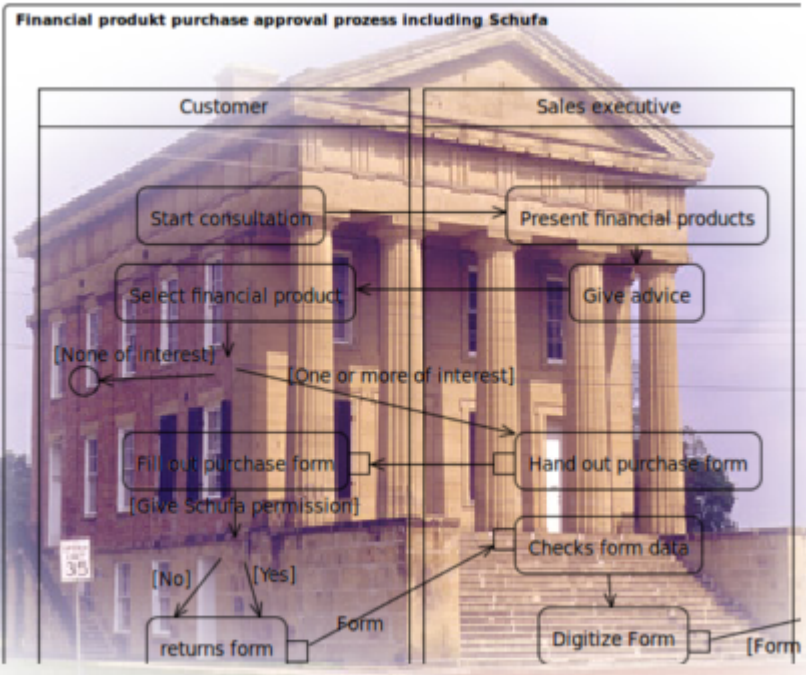 Financial produkt purchase approval prozess including Schufa
Customer
Sales executive
Start consultation
Present financial products
Select financial product
Give advice
[None of interest]
[One or more of interest]
Fill out purchase form
Hand out purchase form
[Give Schufa permission]
Checks form data
[No]
[Yes]
Form
returns form
Digitize Form
[Form
SPEED
LIMIT
35